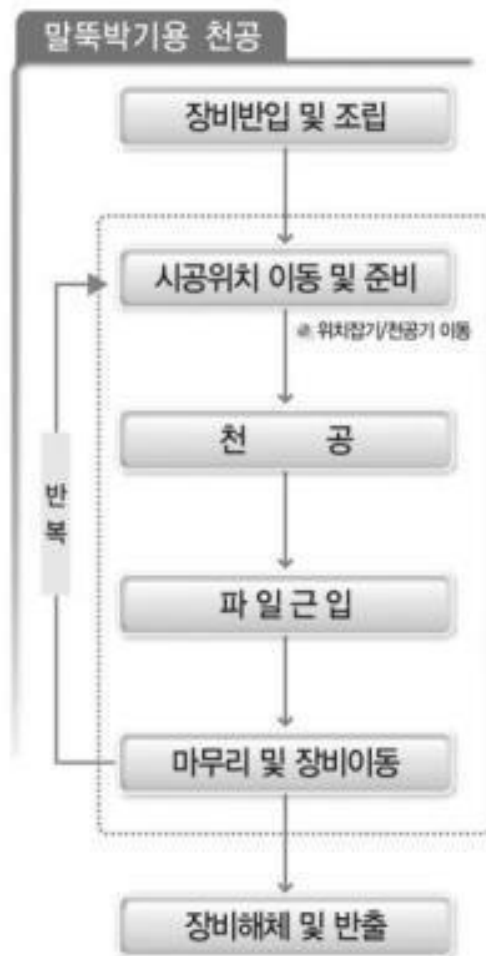 말뚝박기용 천공
장비반입 및 조립
시공위치 이동 및 준비
위치잡기/천공기 이동
천 공
반복
파일근입
마무리 및 장비이동
장비해체 및 반출